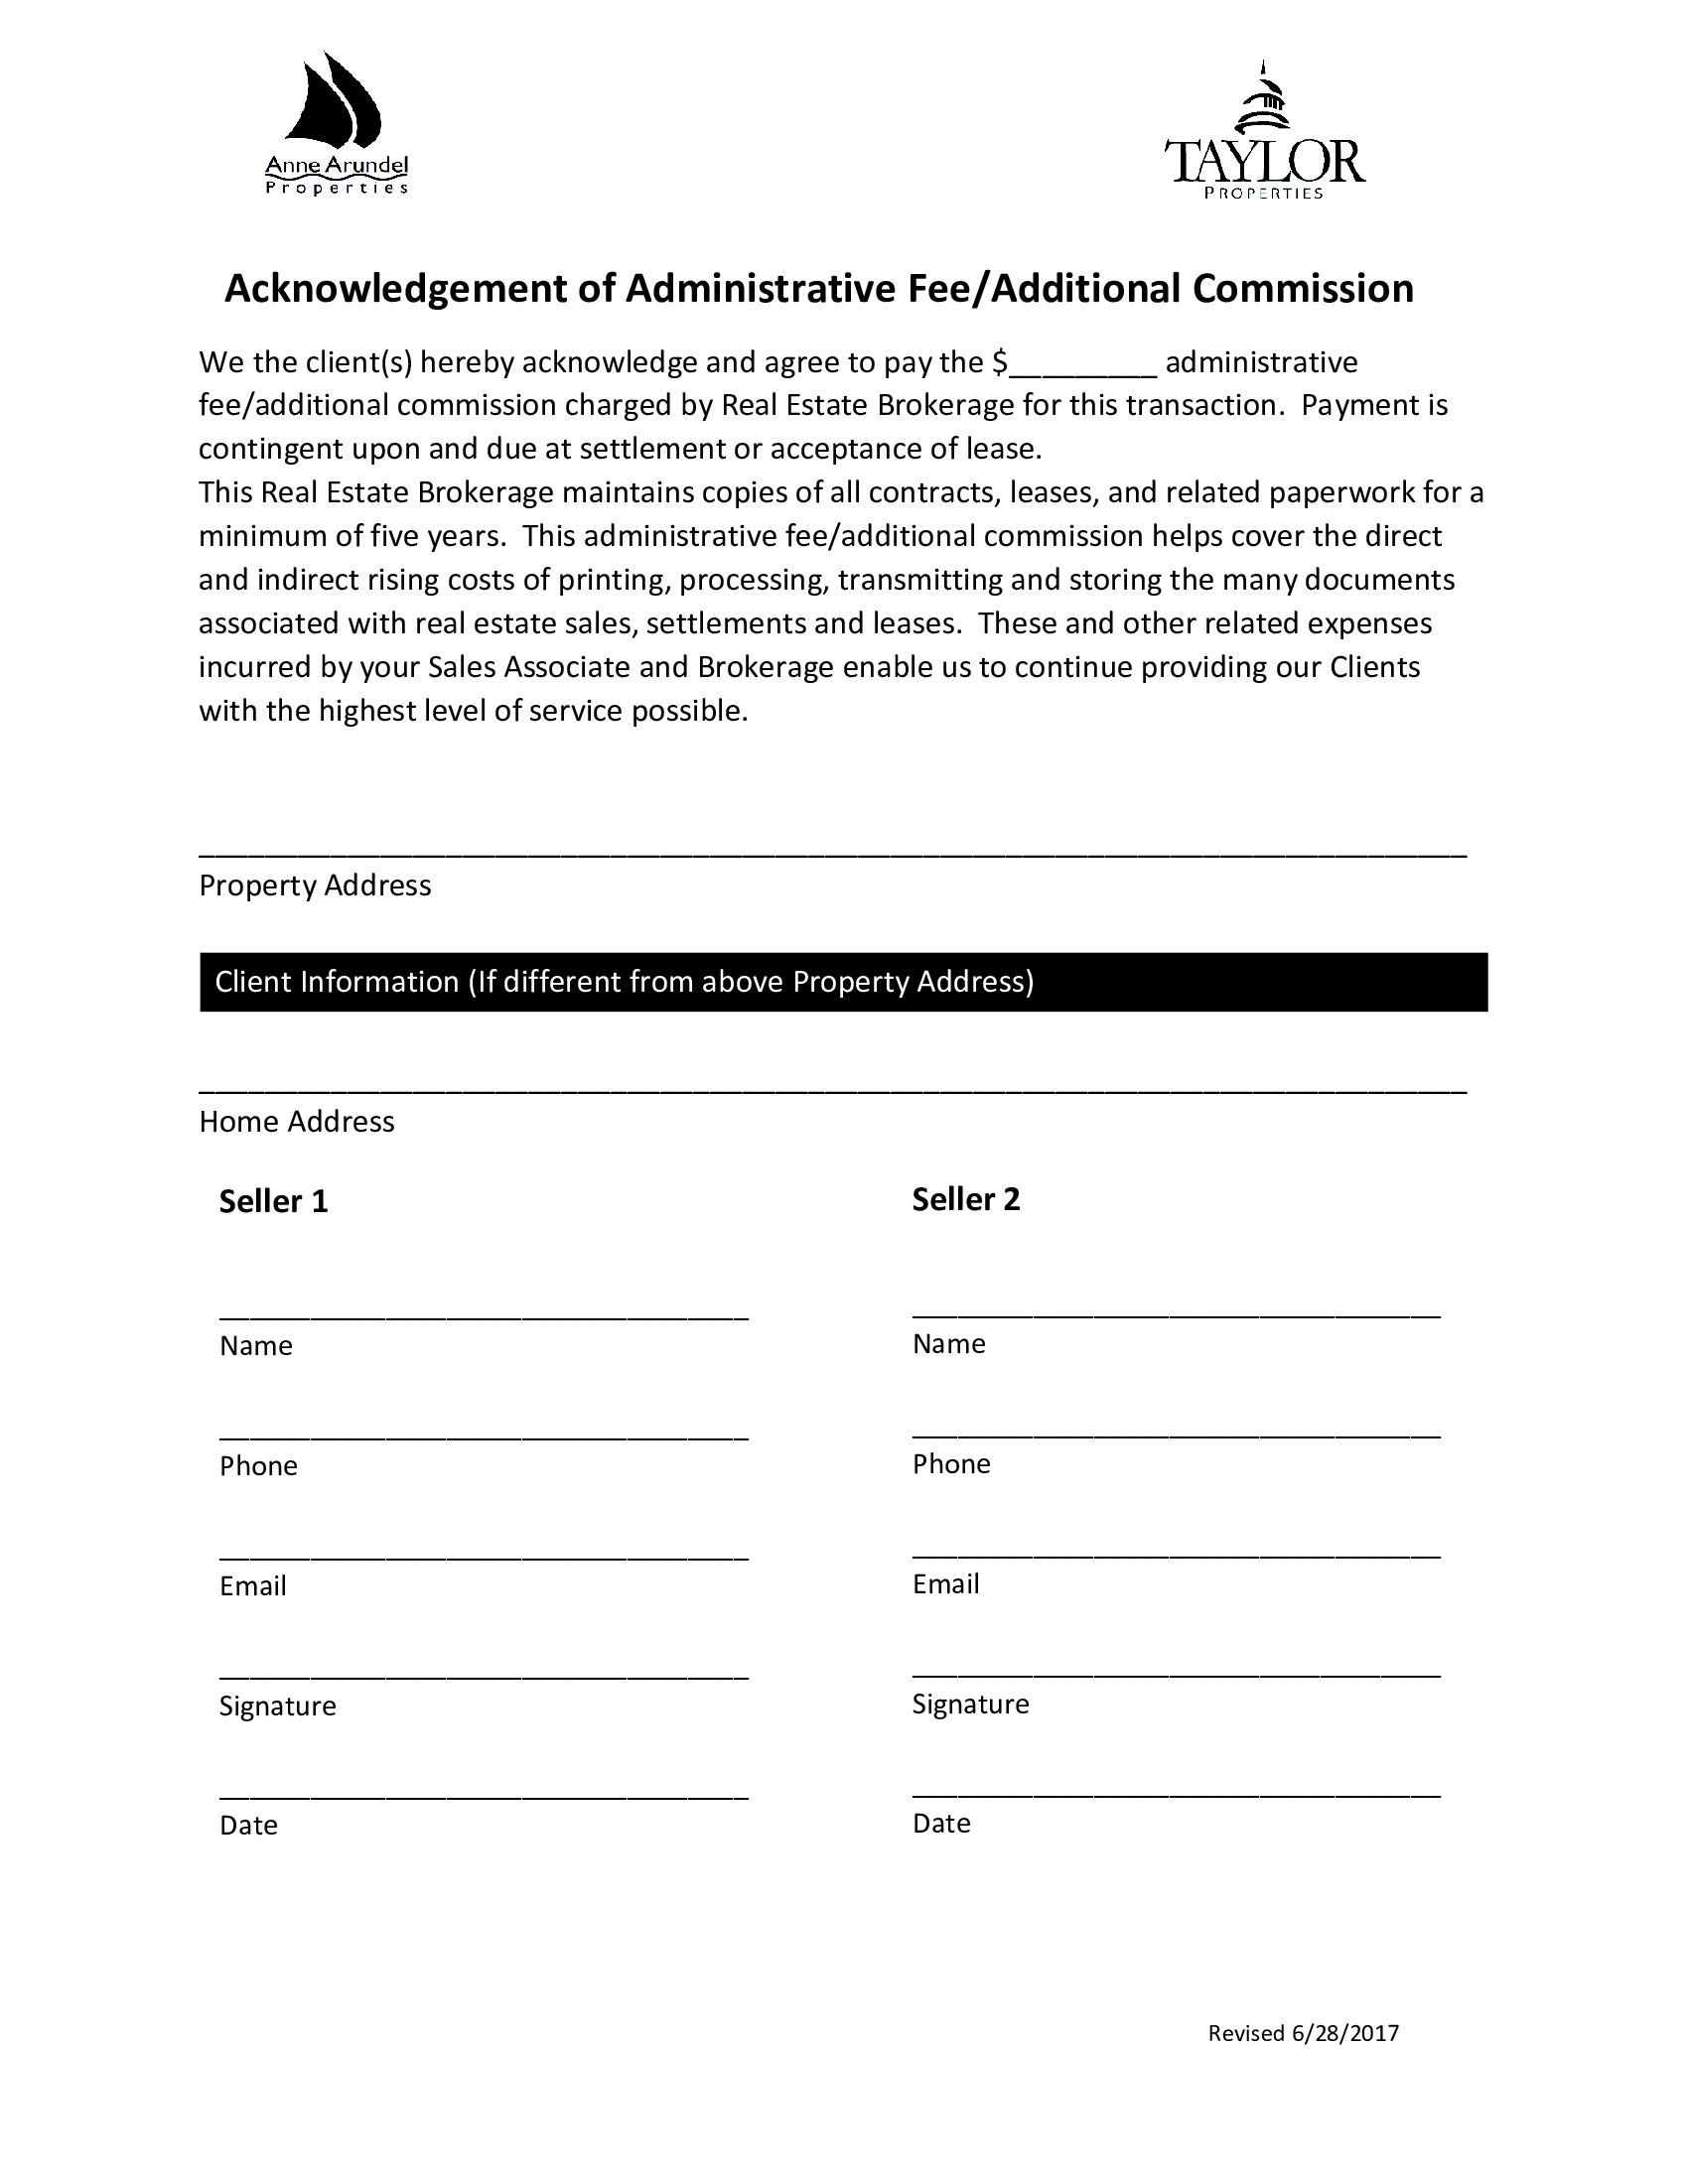 Anne Arundel
Properties
TAYLOR
PROPERTIES
Acknowledgement of Administrative Fee/Additional Commission
We the client(s) hereby acknowledge and agree to pay the $_________ administrative
fee/additional commission charged by Real Estate Brokerage for this transaction.  Payment is
contingent upon and due at settlement or acceptance of lease.
This Real Estate Brokerage maintains copies of all contracts, leases, and related paperwork for a
minimum of five years.  This administrative fee/additional commission helps cover the direct
and indirect rising costs of printing, processing, transmitting and storing the many documents
associated with real estate sales, settlements and leases.  These and other related expenses
incurred by your Sales Associate and Brokerage enable us to continue providing our Clients
with the highest level of service possible.
Property Address
Client Information (If different from above Property Address)
Home Address
Seller 1
Seller 2
Name
Name
Phone
Phone
Email
Email
Signature
Signature
Date
Date
Revised 6/28/2017